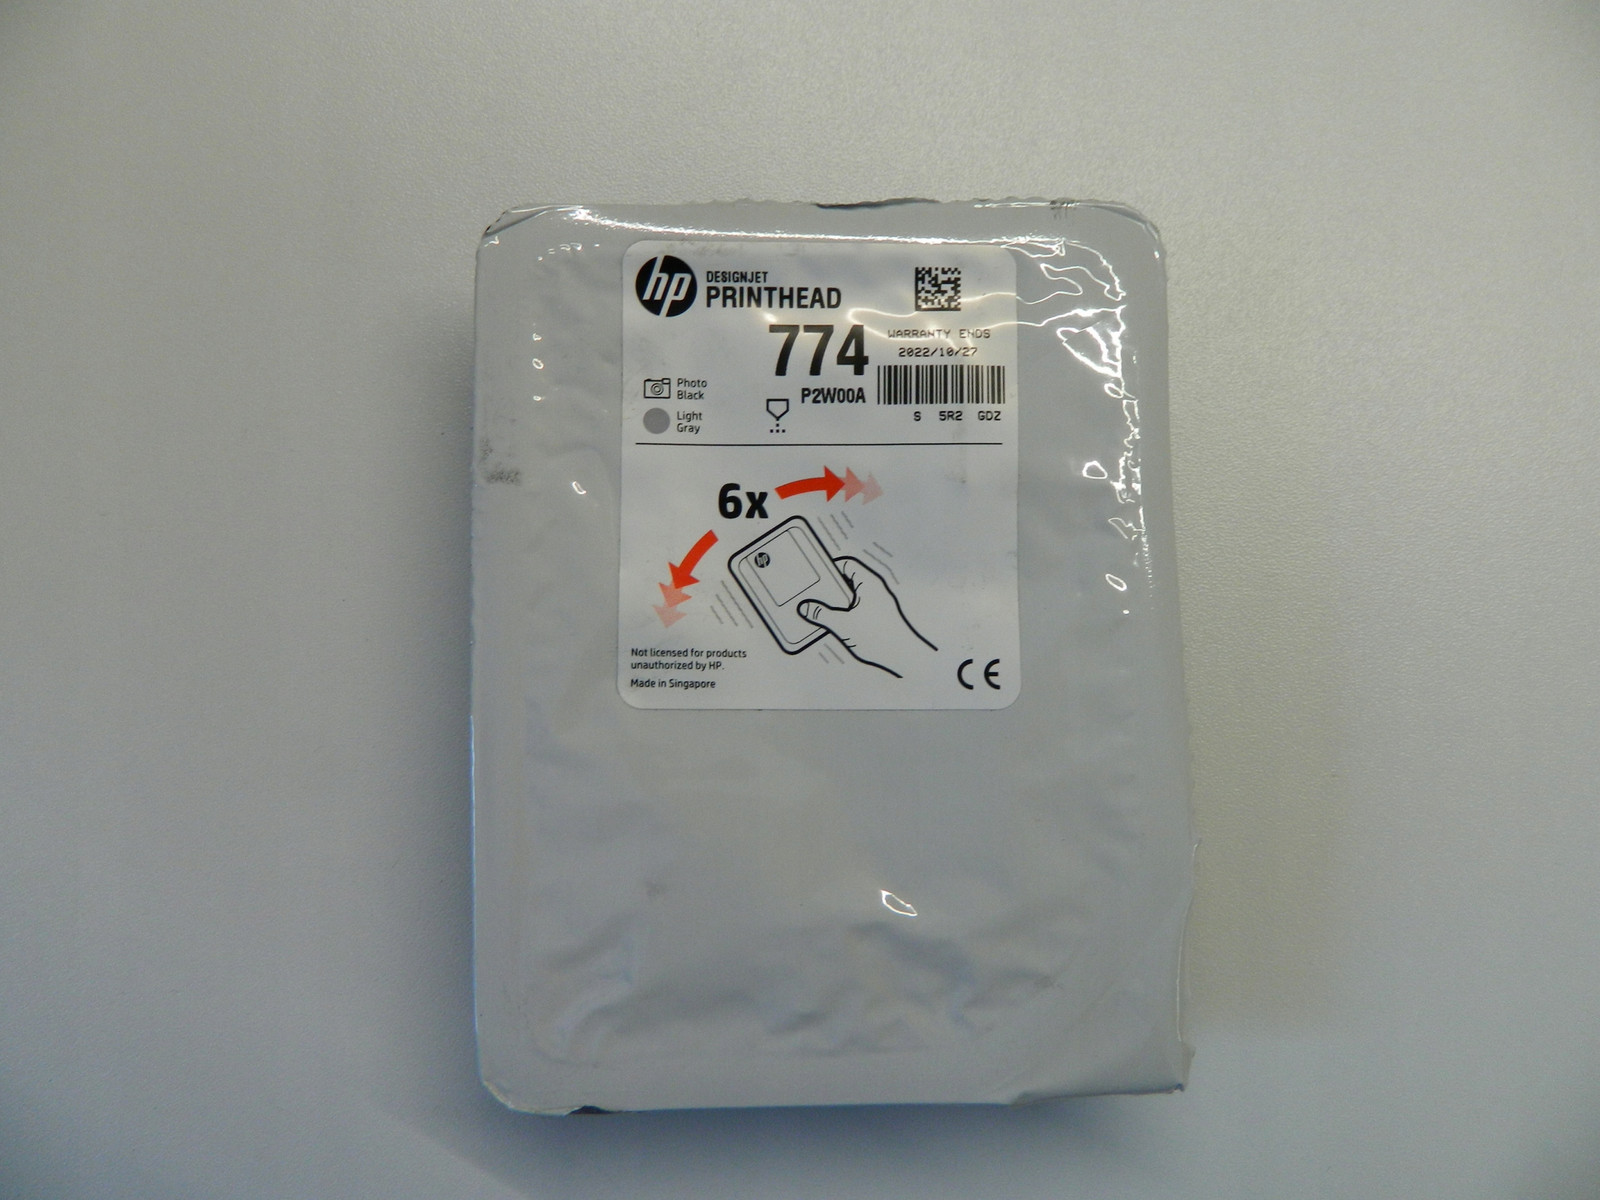 hp
DESIGNJET
PRINTHEAD
774
WARRANTY ENDS
2022/10/27
Photo
Black
P2W00A
Light
Gray
S 5R2 GDZ
6x
hp
Not licensed for products
unauthorized by HP.
Made in Singapore
CE